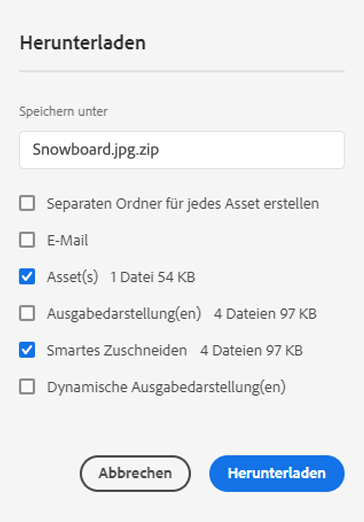 Herunterladen
Speichern unter
Snowboard.jpg.zip
Separaten Ordner für jedes Asset erstellen
E-Mail
Asset(s) 1 Datei 54 KB
Ausgabedarstellung(en) 4 Dateien 97 KB
Smartes Zuschneiden 4 Dateien 97 KB
Dynamische Ausgabedarstellung(en)
Abbrechen Herunterladen